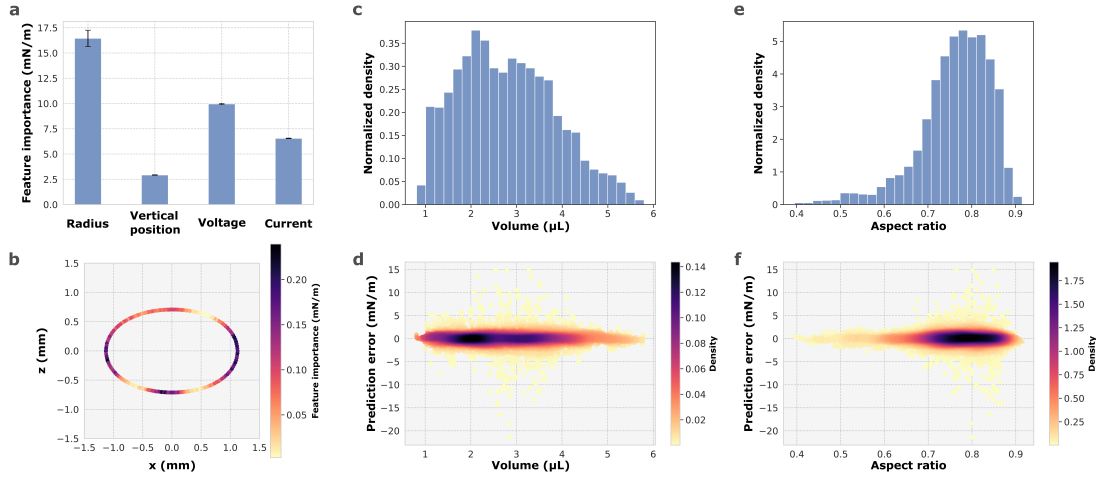 a
Feature importance (mN/m)
17.5
15.0
12.5
10.0
7.5
5.0
2.5
0.0
Radius
Vertical
position
Voltage
Current
c
Normalized density
0.35
0.30
0.25
0.20
0.15
0.10
0.05
0.00
1 2 3 4 5 6
Volume (μL)
e
Normalized density
5
4
3
2
1
0
0.4 0.5 0.6 0.7 0.8 0.9
Aspect ratio
b
z (mm)
1.5
1.0
0.5
0.0
−0.5
−1.0
−1.5
−1.5 −1.0 −0.5 0.0 0.5 1.0 1.5
x (mm)
0.20
0.15
0.10
0.05
Feature importance (mN/m)
d
Prediction error (mN/m)
15
10
5
0
−5
−10
−15
−20
1 2 3 4 5 6
Volume (μL)
0.14
0.12
0.10
0.08
0.06
0.04
0.02
Density
f
Prediction error (mN/m)
15
10
5
0
−5
−10
−15
−20
0.4 0.5 0.6 0.7 0.8 0.9
Aspect ratio
1.75
1.50
1.25
1.00
0.75
0.50
0.25
Density